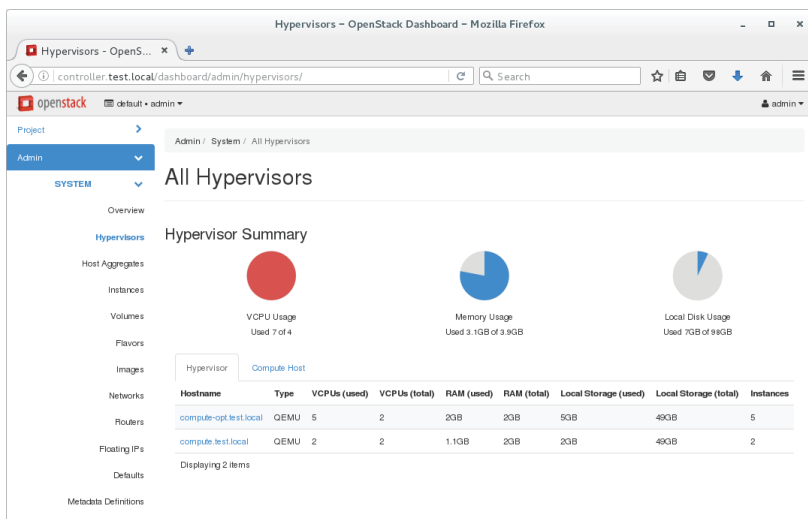 Hypervisors – OpenStack Dashboard – Mozilla Firefox
Hypervisors - OpenS...
controller.test.local/dashboard/admin/hypervisors/
Search
openstack
default • admin
admin
Project
Admin
SYSTEM
Overview
Hypervisors
Host Aggregates
Instances
Volumes
Flavors
Images
Networks
Routers
Floating IPs
Defaults
Metadata Definitions
Admin / System / All Hypervisors
All Hypervisors
Hypervisor Summary
VCPU Usage
Used 7 of 4
Memory Usage
Used 3.1GB of 3.9GB
Local Disk Usage
Used 7GB of 98GB
Hypervisor Compute Host
Hostname Type VCPUs (used) VCPUs (total) RAM (used) RAM (total) Local Storage (used) Local Storage (total) Instances
compute-opt.test.local QEMU 5 2 2GB 2GB 5GB 49GB 5
compute.test.local QEMU 2 2 1.1GB 2GB 2GB 49GB 2
Displaying 2 items